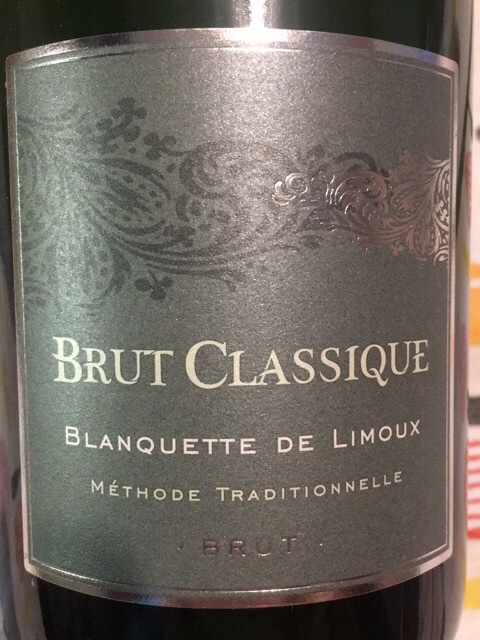 BRUT CLASSIQUE
BLANQUETTE DE LIMOUX
MÉTHODE TRADITIONNELLE
· BRUT ·